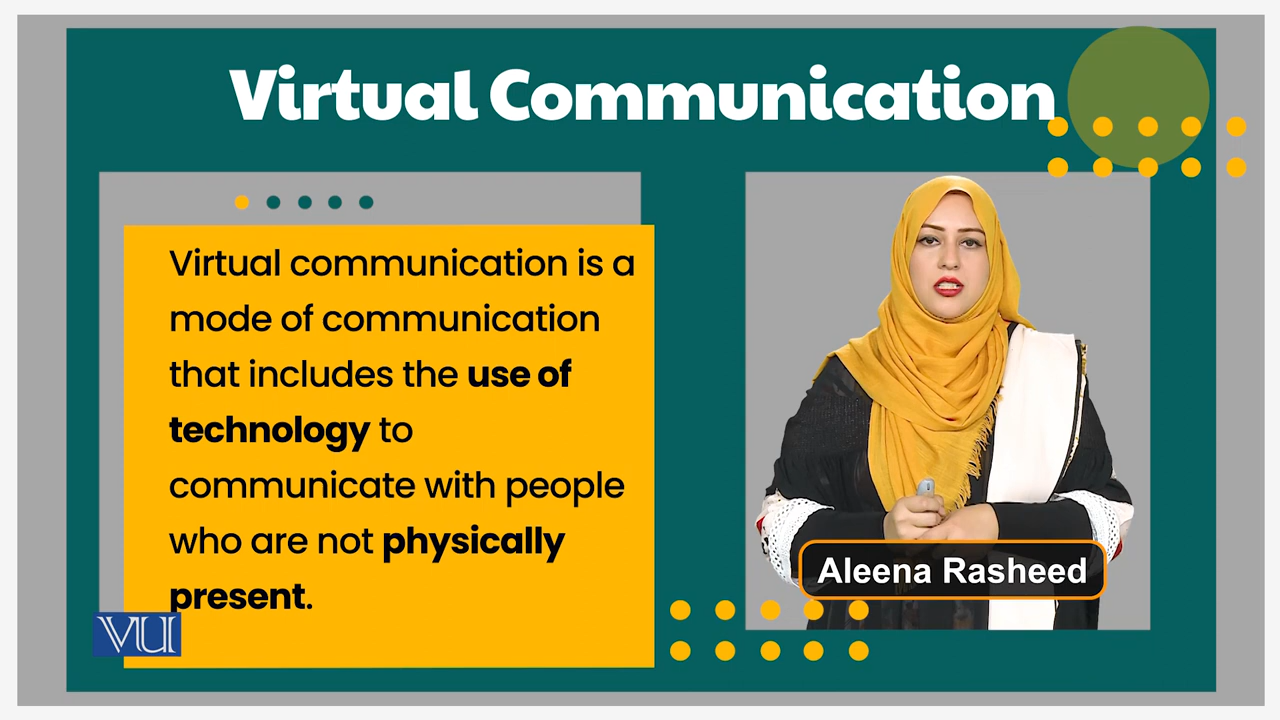 Virtual Communication
Virtual communication is a
mode of communication
that includes the use of
technology to
communicate with people
who are not physically
present.
Aleena Rasheed
VU